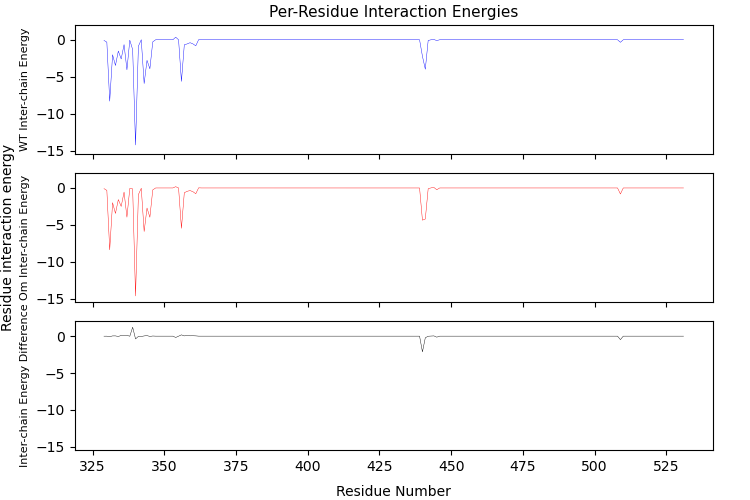 Per-Residue Interaction Energies
Residue interaction energy
WT Inter-chain Energy
0
−5
−10
−15
Om Inter-chain Energy
0
−5
−10
−15
Inter-chain Energy Difference
0
−5
−10
−15
325 350 375 400 425 450 475 500 525
Residue Number